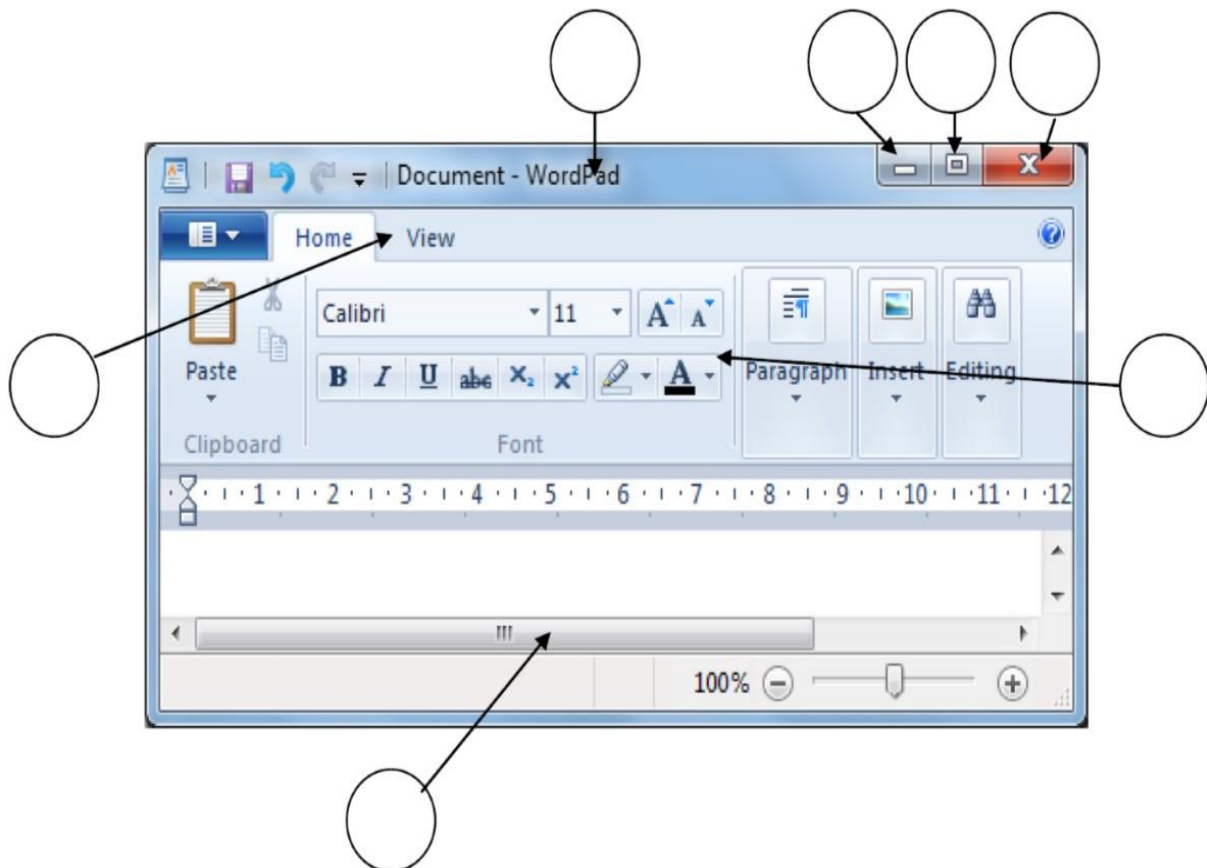 Document - WordPad
Home View
Calibri 11 A A
Paste B I U abc X₂ X² A Paragraph Insert Editing
Clipboard Font
1 2 3 4 5 6 7 8 9 10 11 12
100%